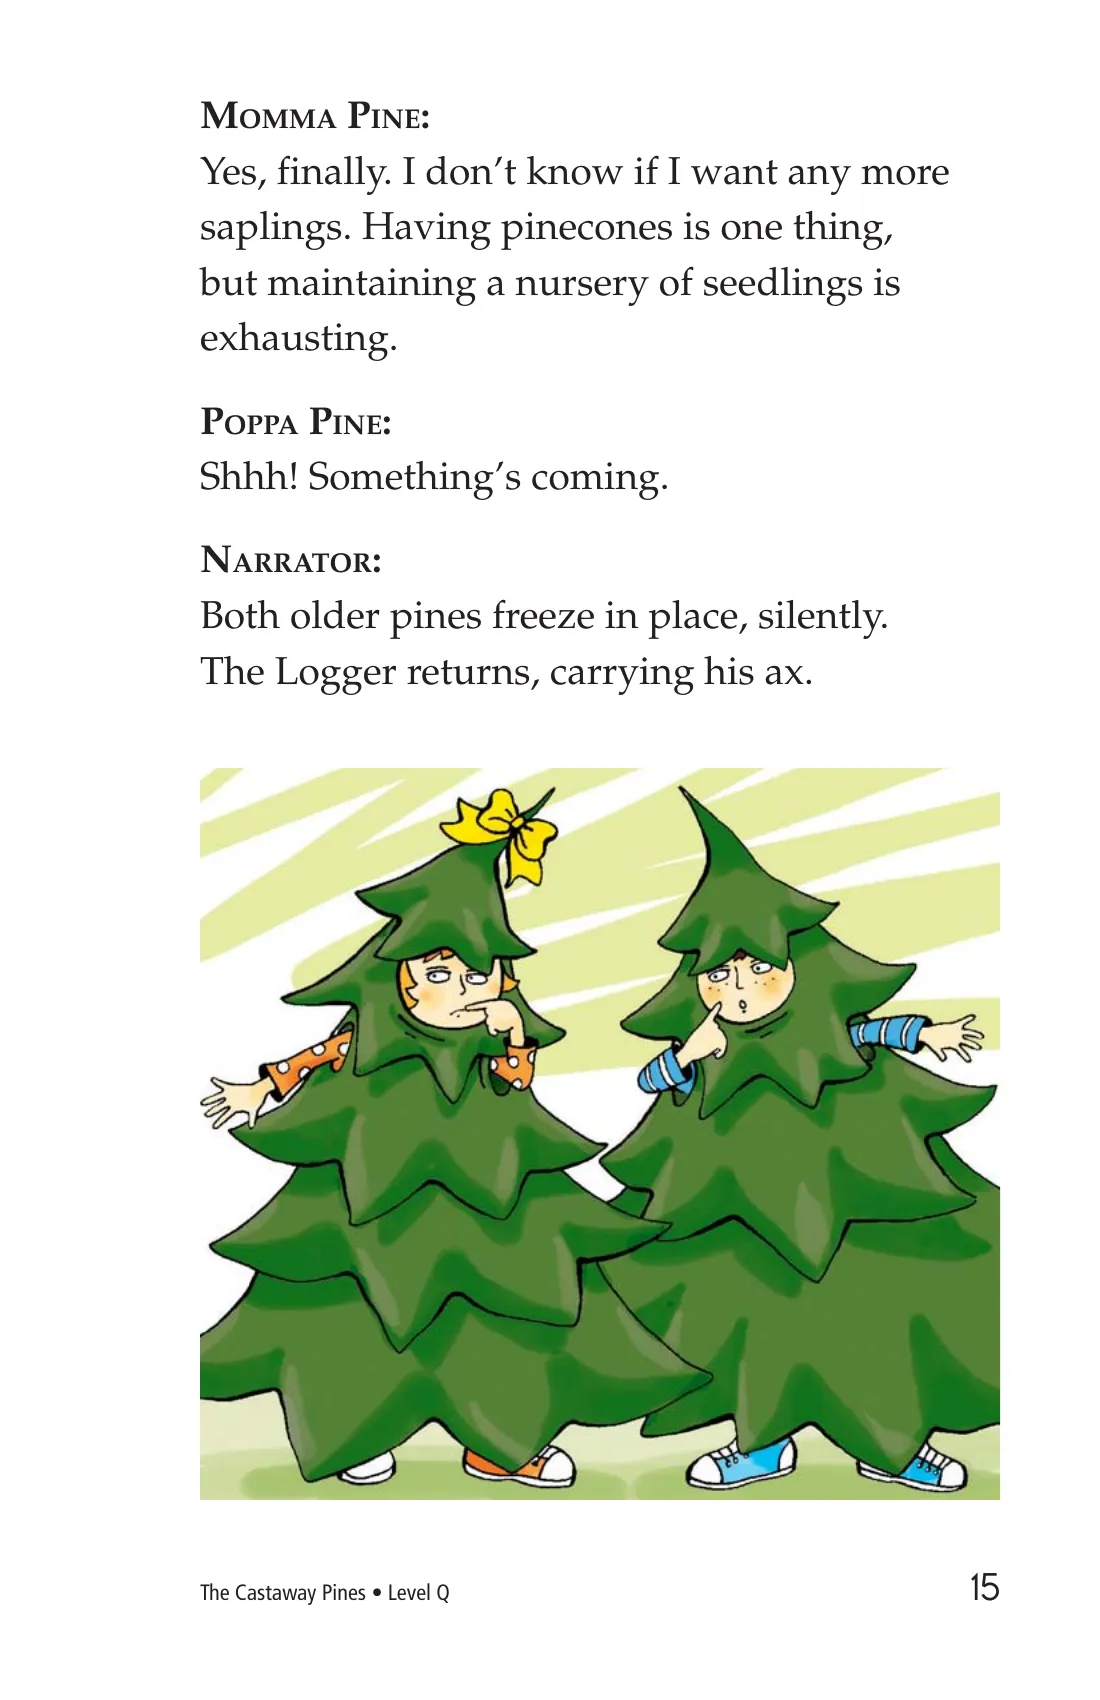 MOMMA PINE:
Yes, finally. I don’t know if I want any more
saplings. Having pinecones is one thing,
but maintaining a nursery of seedlings is
exhausting.
POPPA PINE:
Shhh! Something’s coming.
NARRATOR:
Both older pines freeze in place, silently.
The Logger returns, carrying his ax.
The Castaway Pines • Level Q
15